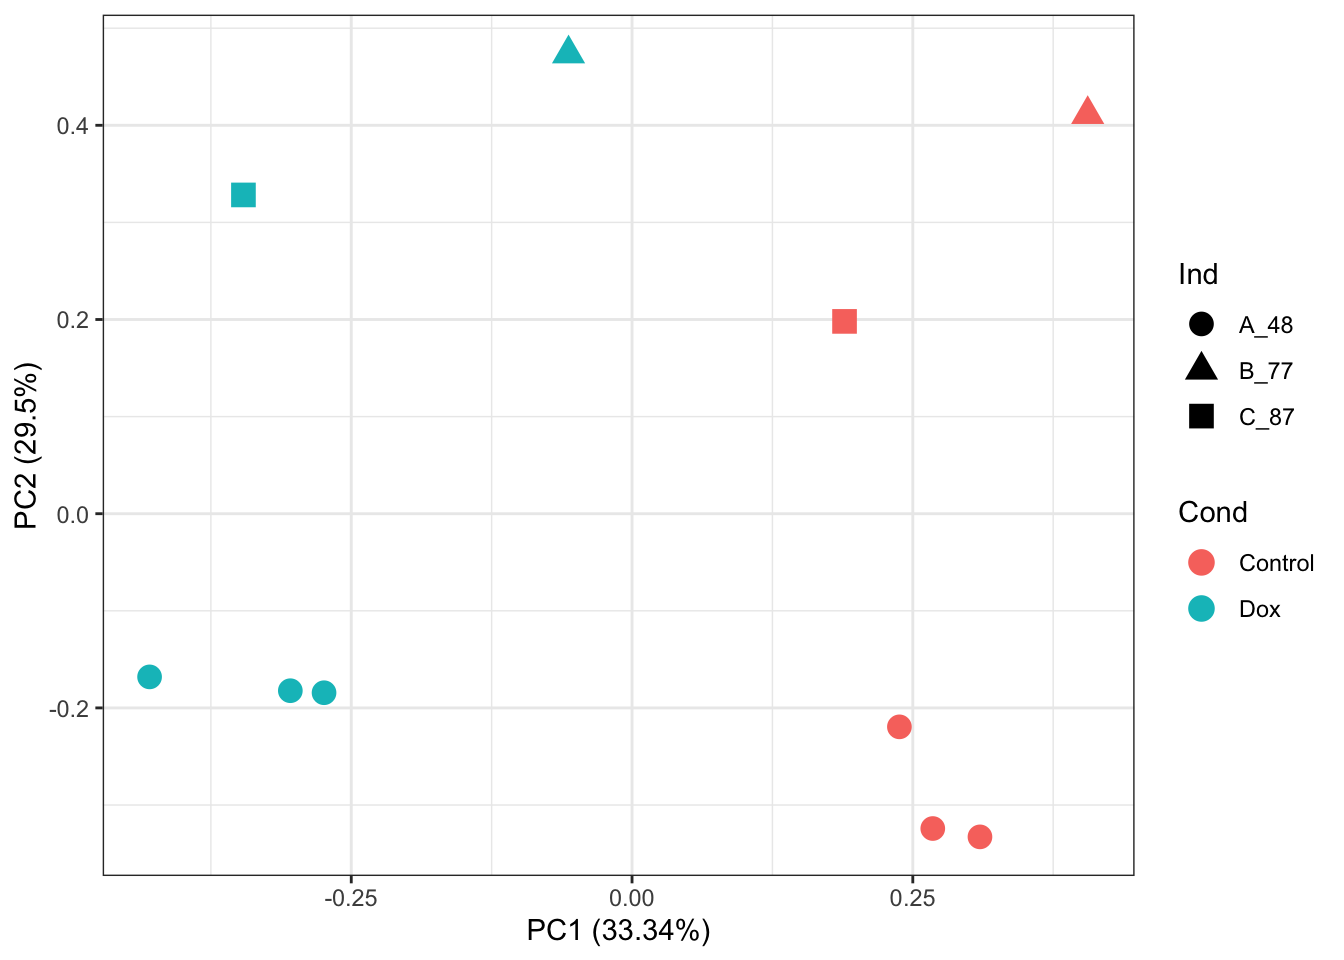 0.4
0.2
0.0
-0.2
PC2 (29.5%)
-0.25
0.00
0.25
PC1 (33.34%)
Ind
A_48
B_77
C_87
Cond
Control
Dox